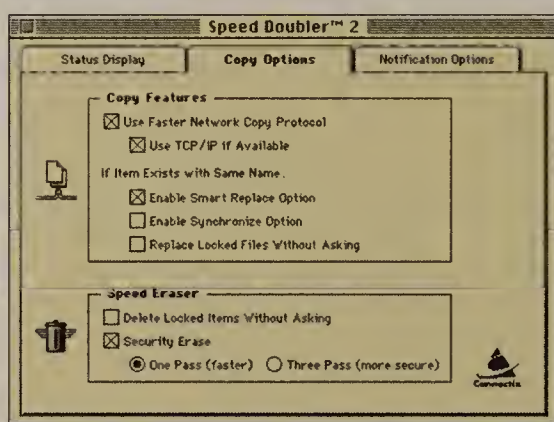 Speed Doubler™ 2
Status Display
Copy Options
Notification Options
Copy Features
Use Faster Network Copy Protocol
Use TCP/IP if Available
If Item Exists with Same Name.
Enable Smart Replace Option
Enable Synchronize Option
Replace Locked Files Without Asking
Speed Eraser
Delete Locked Items Without Asking
Security Erase
One Pass (faster) Three Pass (more secure)
Connectix